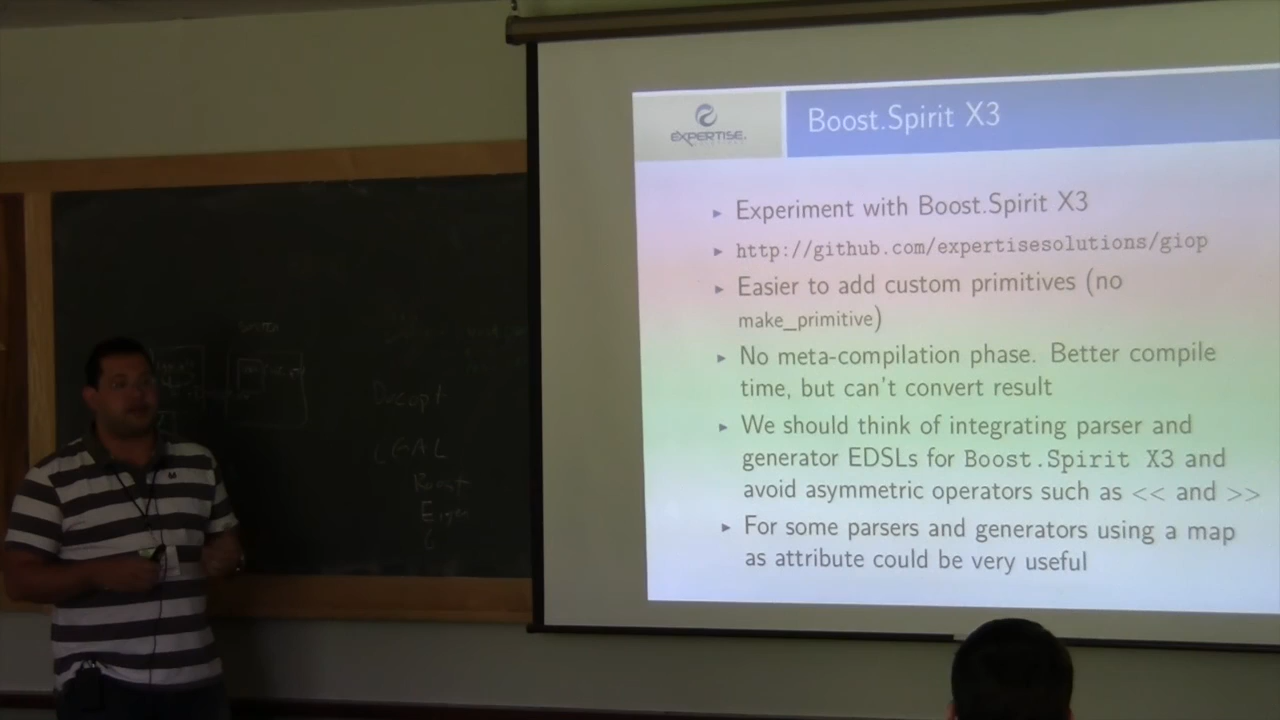 EXPERTISE.
Boost.Spirit X3
▸ Experiment with Boost.Spirit X3
▸ http://github.com/expertisesolutions/giop
▸ Easier to add custom primitives (no
make_primitive)
▸ No meta-compilation phase. Better compile
time, but can't convert result
▸ We should think of integrating parser and
generator EDSLs for Boost.Spirit X3 and
avoid asymmetric operators such as << and >>
▸ For some parsers and generators using a map
as attribute could be very useful